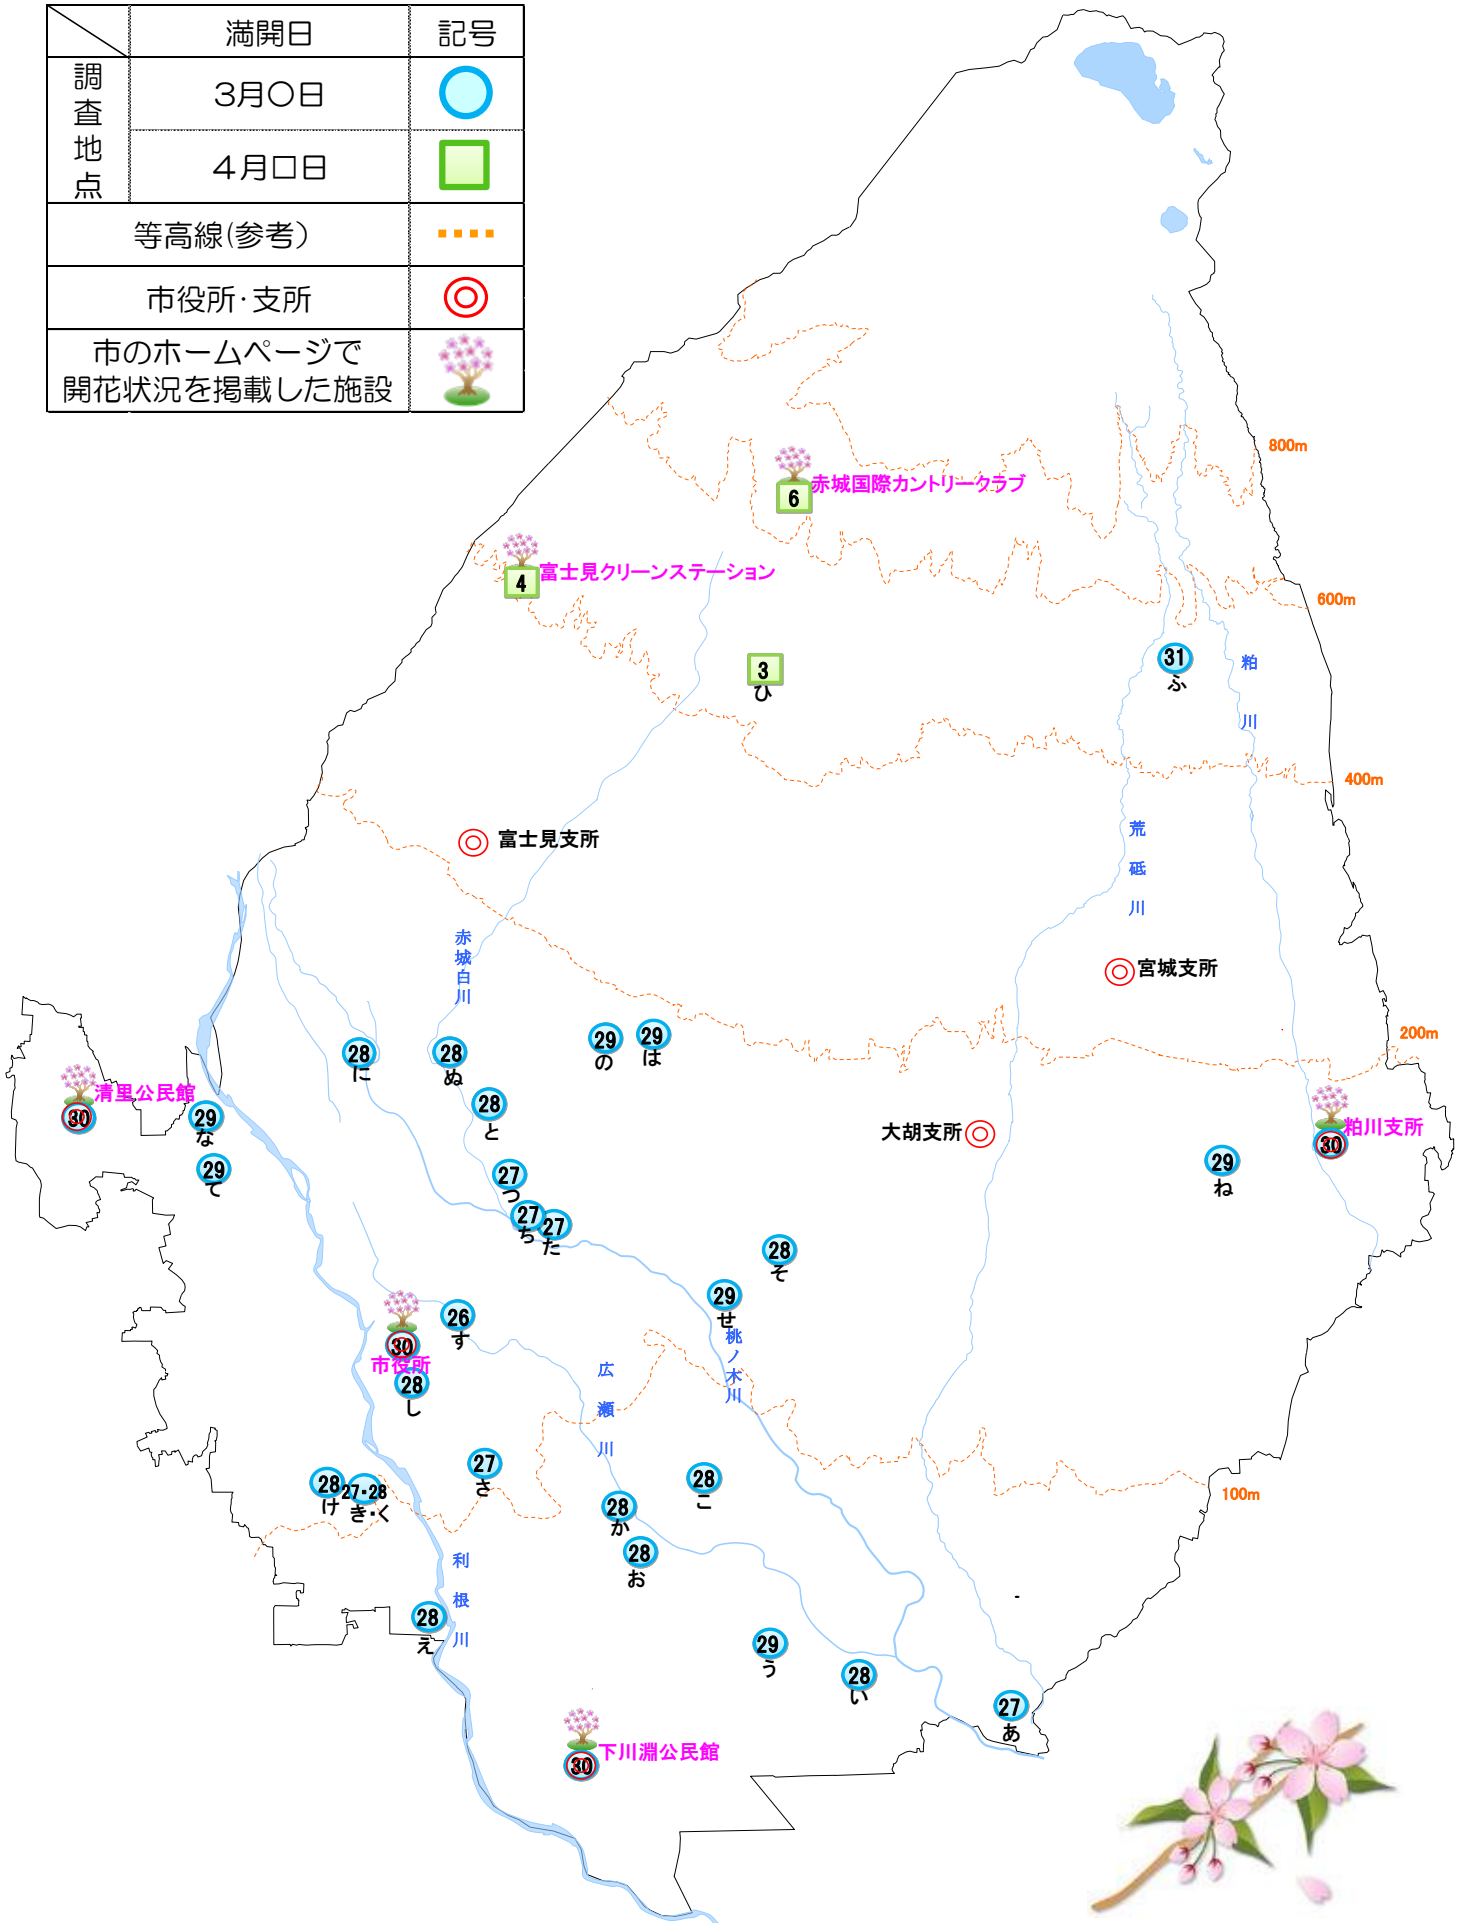 満開日
記号
調査地点
3月〇日
4月□日
等高線(参考）
市役所・支所
市のホームページで
開花状況を掲載した施設
800m
赤城国際カントリークラブ
6
富士見クリーンステーション
4
600m
3
ひ
31
ふ
粕川
400m
荒砥川
富士見支所
赤城白川
宮城支所
200m
28
に
28
ぬ
29
の
29
は
清里公民館
30
29
な
28
と
大胡支所
粕川支所
30
29
て
27
つ
29
ね
27
ち
27
た
28
そ
29
せ
26
す
30
市役所
28
し
桃ノ木川
広瀬川
27
さ
28
け
27・28
き・く
28
こ
28
か
100m
28
お
利根川
28
え
29
う
28
い
27
あ
下川淵公民館
30